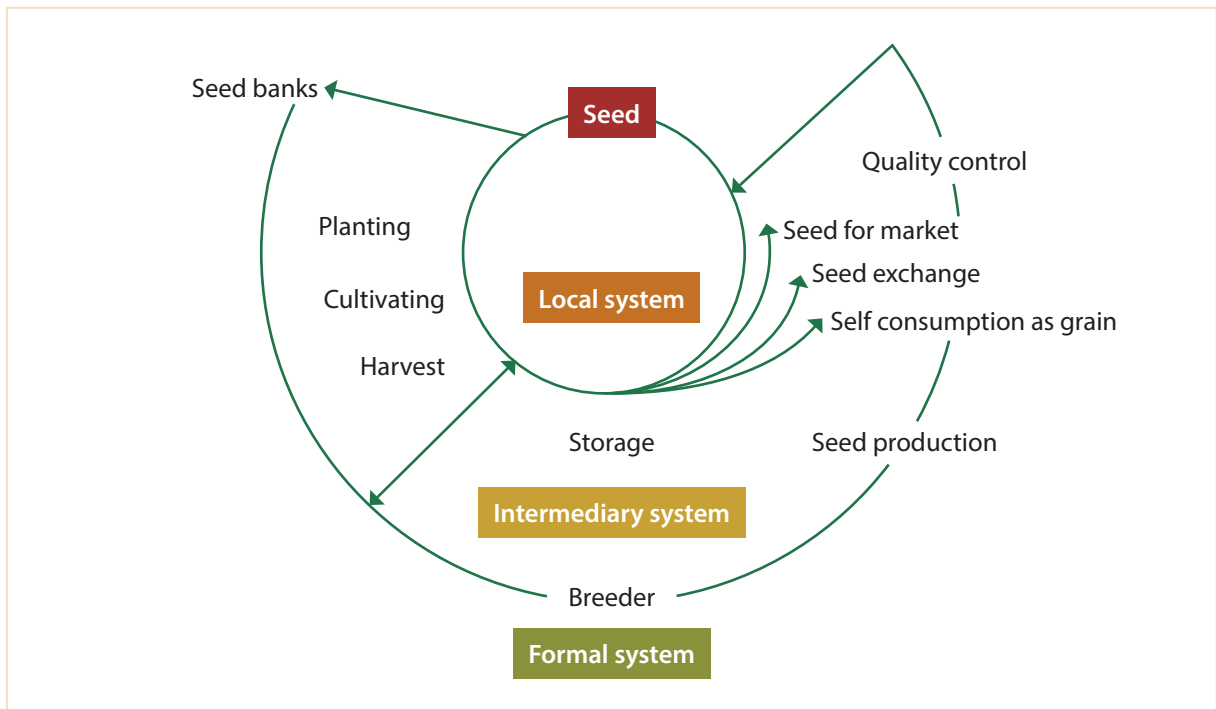 Seed banks
Seed
Quality control
Planting
Seed for market
Seed exchange
Cultivating
Local system
Self consumption as grain
Harvest
Storage
Seed production
Intermediary system
Breeder
Formal system